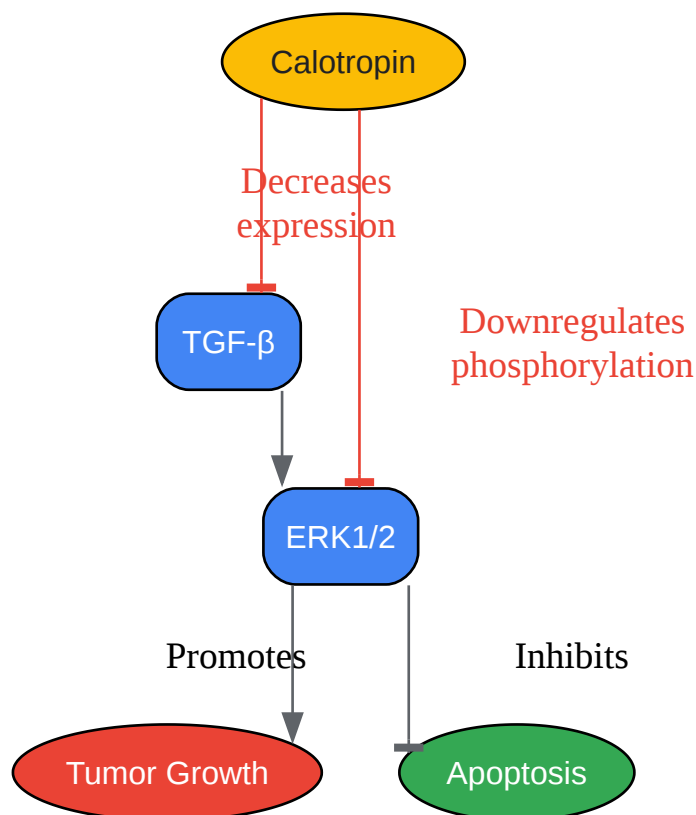 Calotropin
Decreases
expression
TGF-β
Downregulates
phosphorylation
ERK1/2
Promotes
Inhibits
Tumor Growth
Apoptosis